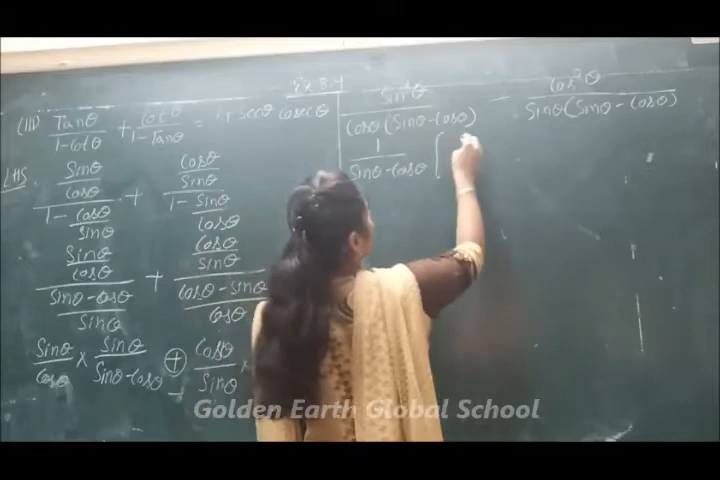 Ex 8.4
(iii) Tanθ/1-Cotθ + Cotθ/1-Tanθ = 1+ secθ cosecθ
LHS. Sinθ/Cosθ / 1-Cosθ/Sinθ + Cosθ/Sinθ / 1-Sinθ/Cosθ
Sinθ/Cosθ / Sinθ-Cosθ/Sinθ + Cosθ/Sinθ / Cosθ-Sinθ/Cosθ
Sinθ/Cosθ × Sinθ/Sinθ-Cosθ + Cosθ/Sinθ ×
Sin²θ/Cosθ(Sinθ-Cosθ) - Cos²θ/Sinθ(Sinθ-Cosθ)
1/Sinθ-Cosθ [
Golden Earth Global School